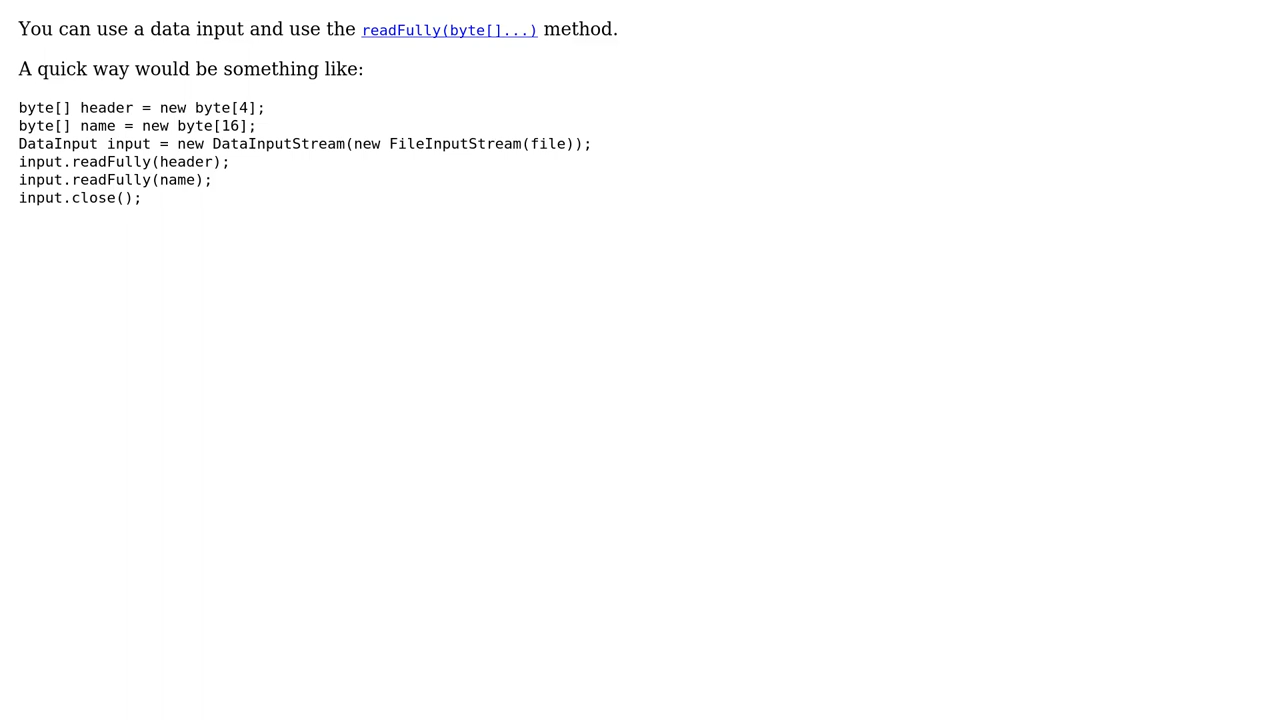 You can use a data input and use the readFully(byte[]...) method.
A quick way would be something like:
byte[] header = new byte[4];
byte[] name = new byte[16];
DataInput input = new DataInputStream(new FileInputStream(file));
input.readFully(header);
input.readFully(name);
input.close();